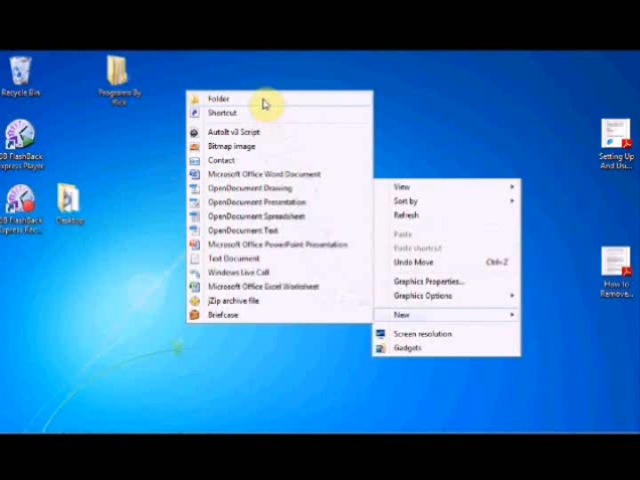 Recycle Bin
Programs By
Rick
BB FlashBack
Express Player
BB FlashBack
Express Rec...
Desktop
Folder
Shortcut
AutoIt v3 Script
Bitmap image
Contact
Microsoft Office Word Document
OpenDocument Drawing
OpenDocument Presentation
OpenDocument Spreadsheet
OpenDocument Text
Microsoft Office PowerPoint Presentation
Text Document
Windows Live Call
Microsoft Office Excel Worksheet
jZip archive file
Briefcase
View
Sort by
Refresh
Paste
Paste shortcut
Undo Move Ctrl+Z
Graphics Properties...
Graphics Options
New
Screen resolution
Gadgets
Setting Up
And Us...
How to
Remove...